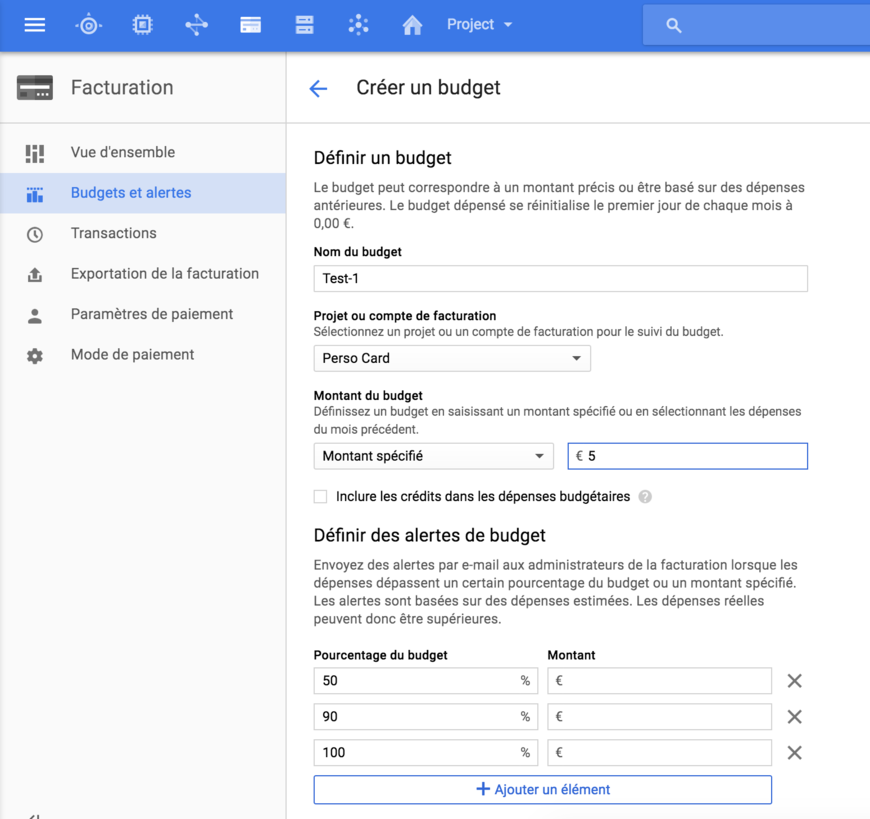 Project
Facturation
Créer un budget
Vue d'ensemble
Budgets et alertes
Transactions
Exportation de la facturation
Paramètres de paiement
Mode de paiement
Définir un budget
Le budget peut correspondre à un montant précis ou être basé sur des dépenses
antérieures. Le budget dépensé se réinitialise le premier jour de chaque mois à
0,00 €.
Nom du budget
Test-1
Projet ou compte de facturation
Sélectionnez un projet ou un compte de facturation pour le suivi du budget.
Perso Card
Montant du budget
Définissez un budget en saisissant un montant spécifié ou en sélectionnant les dépenses
du mois précédent.
Montant spécifié € 5
Inclure les crédits dans les dépenses budgétaires ?
Définir des alertes de budget
Envoyez des alertes par e-mail aux administrateurs de la facturation lorsque les
dépenses dépassent un certain pourcentage du budget ou un montant spécifié.
Les alertes sont basées sur des dépenses estimées. Les dépenses réelles
peuvent donc être supérieures.
Pourcentage du budget Montant
50 % €
90 % €
100 % €
+ Ajouter un élément